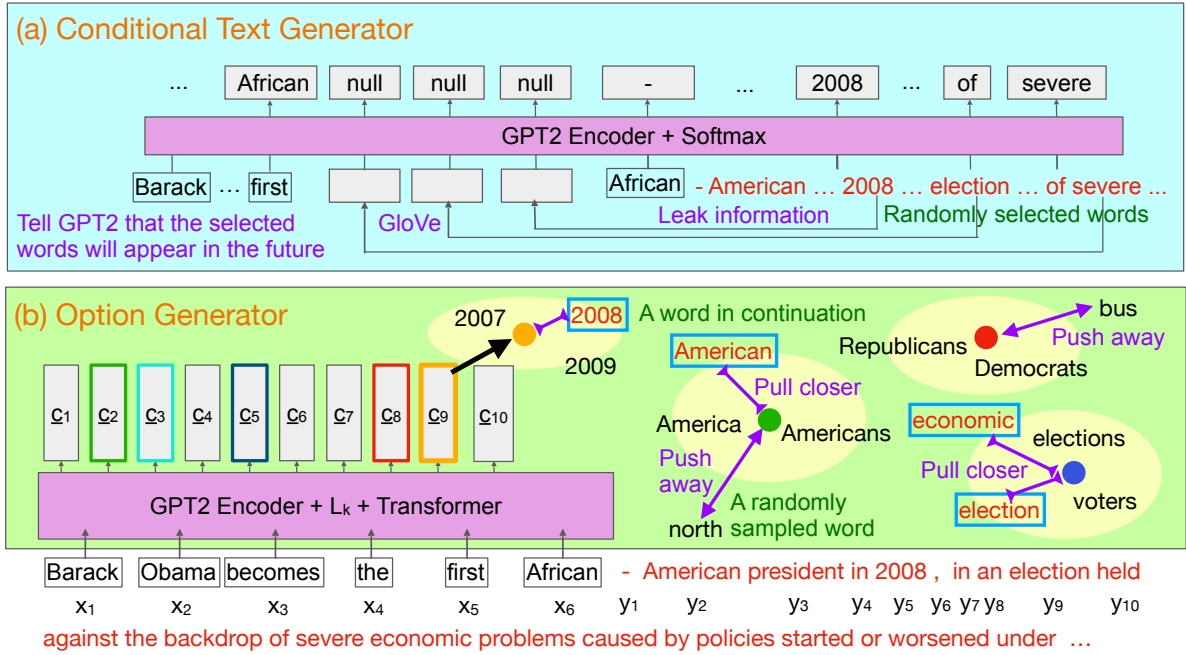 (a) Conditional Text Generator
... African null null null - ... 2008 ... of severe
GPT2 Encoder + Softmax
Barack ... first African - American ... 2008 ... election ... of severe ...
Tell GPT2 that the selected words will appear in the future
GloVe
Leak information
Randomly selected words
(b) Option Generator
2007
2008
A word in continuation
2009
c1 c2 c3 c4 c5 c6 c7 c8 c9 c10
GPT2 Encoder + Lk + Transformer
American
Pull closer
America
Americans
Push away
north
A randomly sampled word
bus
Push away
Republicans
Democrats
economic
elections
Pull closer
voters
election
Barack Obama becomes the first African - American president in 2008 , in an election held
x1 x2 x3 x4 x5 x6 y1 y2 y3 y4 y5 y6 y7 y8 y9 y10
against the backdrop of severe economic problems caused by policies started or worsened under ...